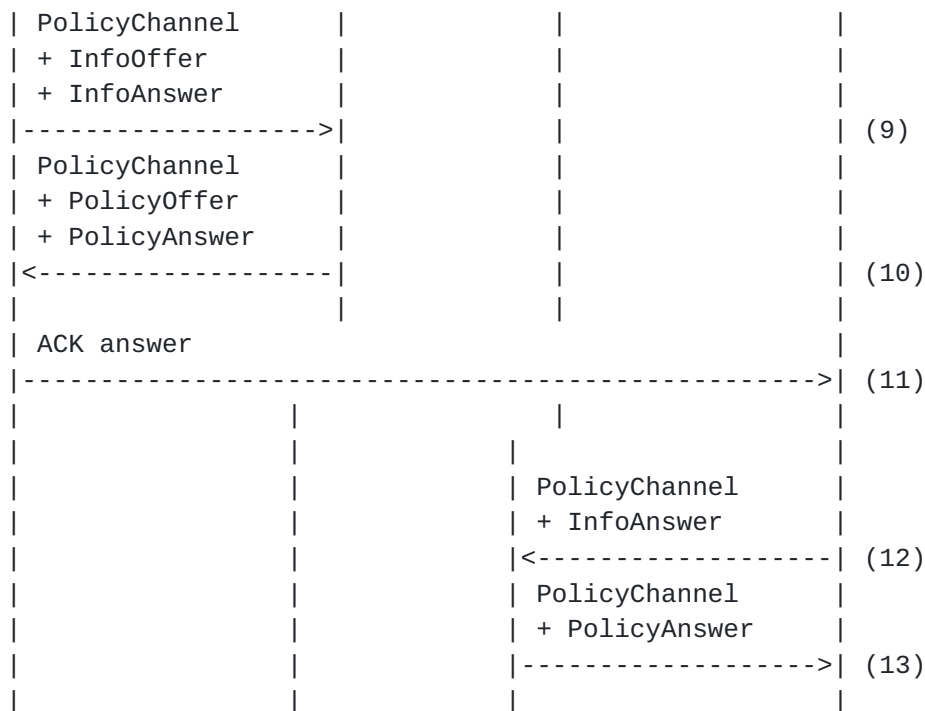 | PolicyChannel      |             |                 |
| + InfoOffer        |             |                 |
| + InfoAnswer       |             |                 |
|------------------->|             |                 | (9)
| PolicyChannel      |             |                 |
| + PolicyOffer      |             |                 |
| + PolicyAnswer     |             |                 |
|<-------------------|             |                 | (10)
|                    |             |                 |
| ACK answer                                         |
|--------------------------------------------------->| (11)
|                 |                |                 |
|                 |             |                    |
|                 |             | PolicyChannel      |
|                 |             | + InfoAnswer       |
|                 |             |<-------------------| (12)
|                 |             | PolicyChannel      |
|                 |             | + PolicyAnswer     |
|                 |             |------------------->| (13)
|                 |             |                    |